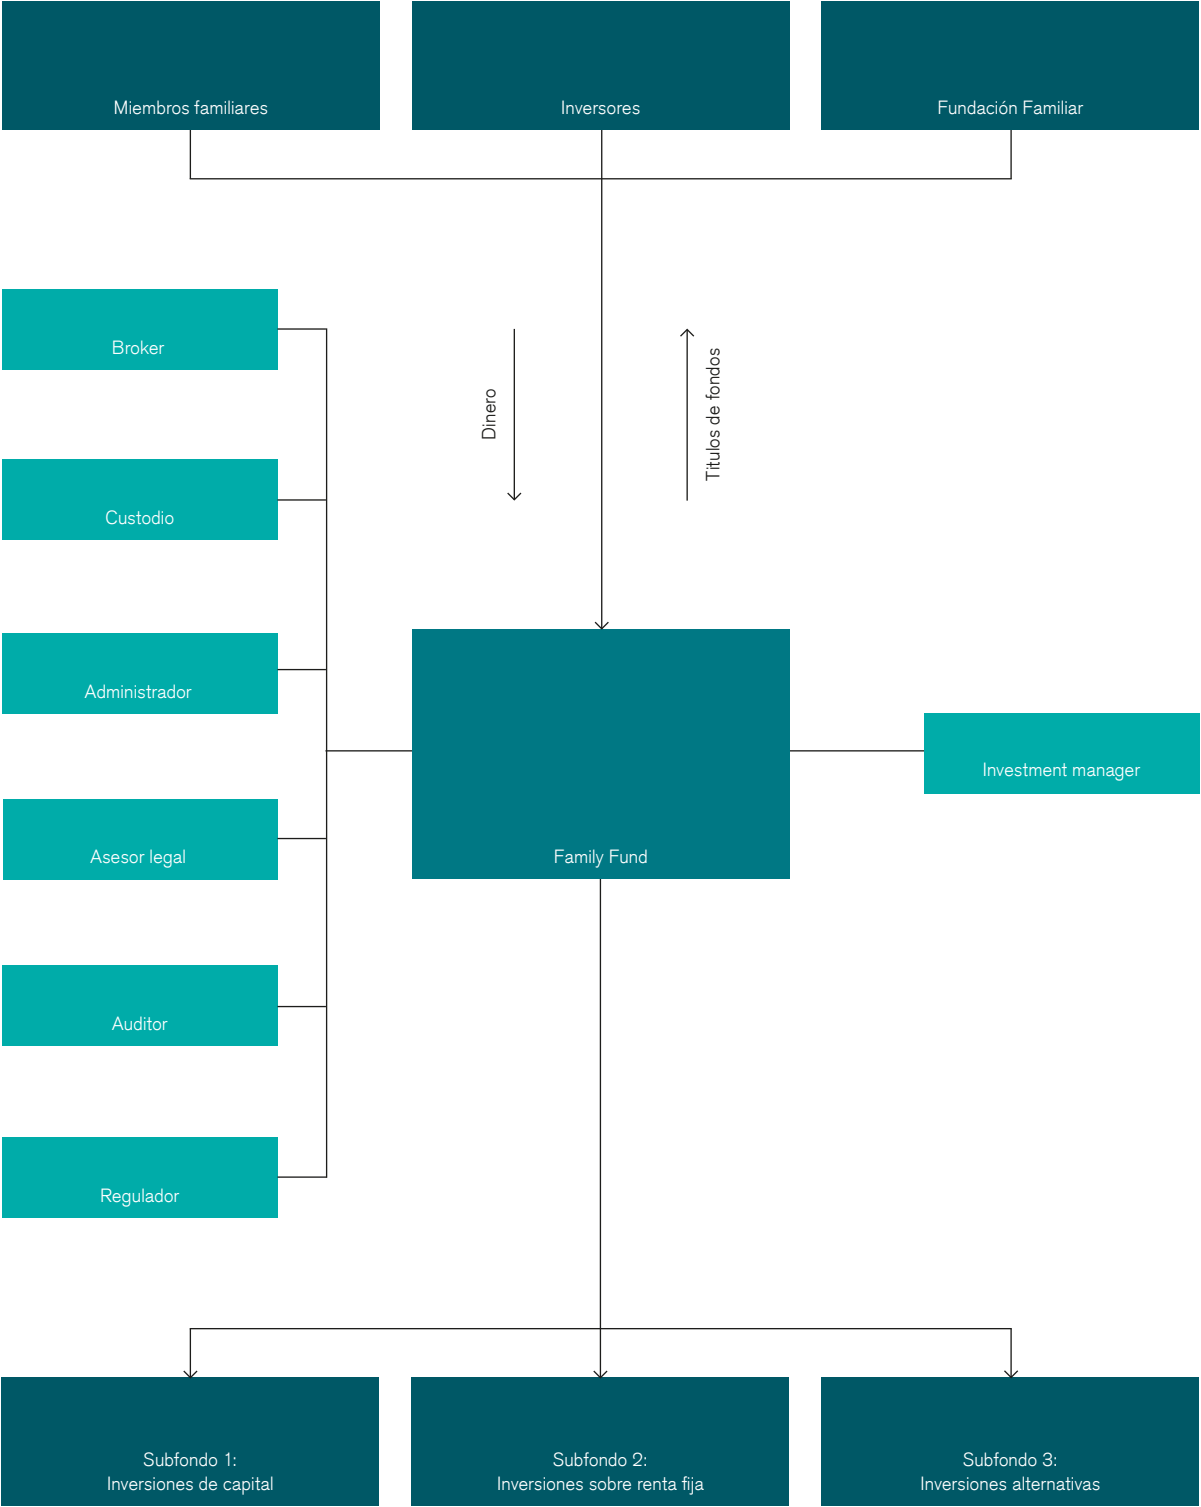 Miembros familiares
Inversores
Fundación Familiar
Broker
Dinero
Titulos de fondos
Custodio
Administrador
Investment manager
Asesor legal
Family Fund
Auditor
Regulador
Subfondo 1:
Inversiones de capital
Subfondo 2:
Inversiones sobre renta fija
Subfondo 3:
Inversiones alternativas